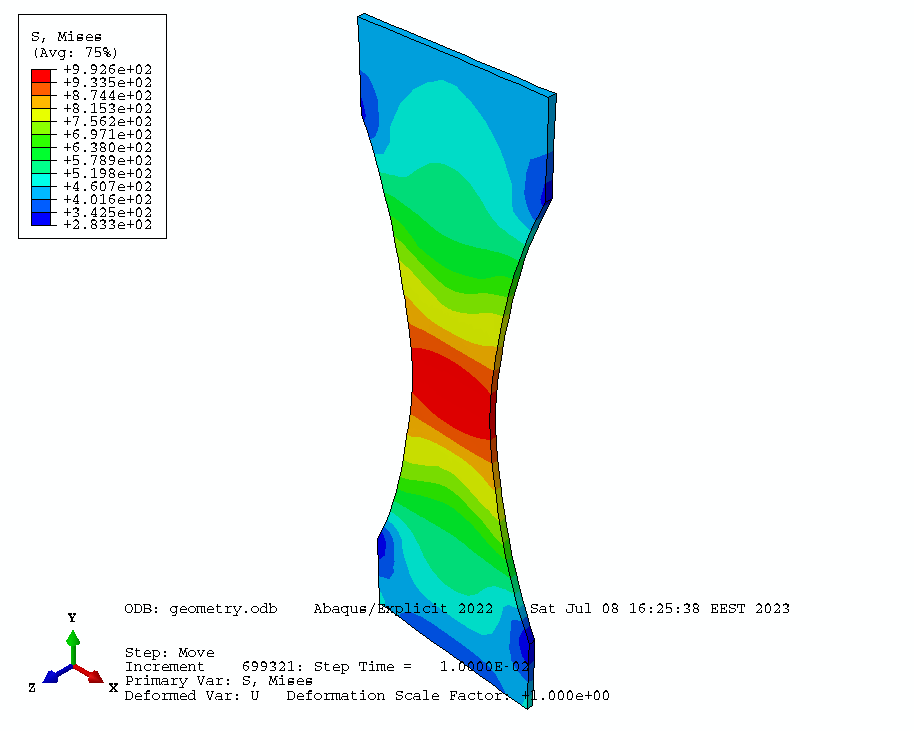 S, Mises
(Avg: 75%)
+9.926e+02
+9.335e+02
+8.744e+02
+8.153e+02
+7.562e+02
+6.971e+02
+6.380e+02
+5.789e+02
+5.198e+02
+4.607e+02
+4.016e+02
+3.425e+02
+2.833e+02
ODB: geometry.odb Abaqus/Explicit 2022 Sat Jul 08 16:25:38 EEST 2023
Y
Z
X
Step: Move
Increment 699321: Step Time = 1.0000E-02
Primary Var: S, Mises
Deformed Var: U Deformation Scale Factor: +1.000e+00